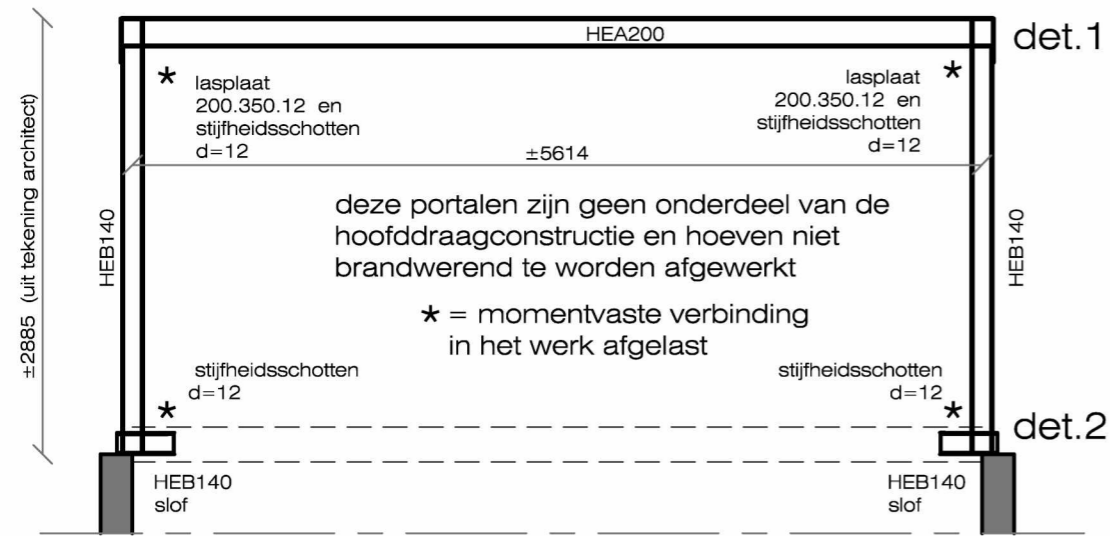 HEA200
det.1
lasplaat
200.350.12 en
stijfheidsschotten
d=12
lasplaat
200.350.12 en
stijfheidsschotten
d=12
±5614
±2885 (uit tekening architect)
HEB140
HEB140
deze portalen zijn geen onderdeel van de
hoofddraagconstructie en hoeven niet
brandwerend te worden afgewerkt
* = momentvaste verbinding
in het werk afgelast
stijfheidsschotten
d=12
stijfheidsschotten
d=12
det.2
HEB140
slof
HEB140
slof